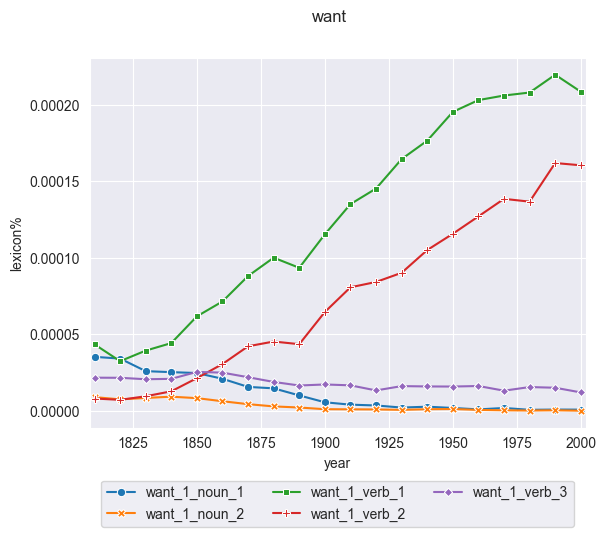 want
0.00020
0.00015
0.00010
0.00005
0.00000
lexicon%
1825 1850 1875 1900 1925 1950 1975 2000
year
want_1_noun_1 want_1_verb_1 want_1_verb_3
want_1_noun_2 want_1_verb_2